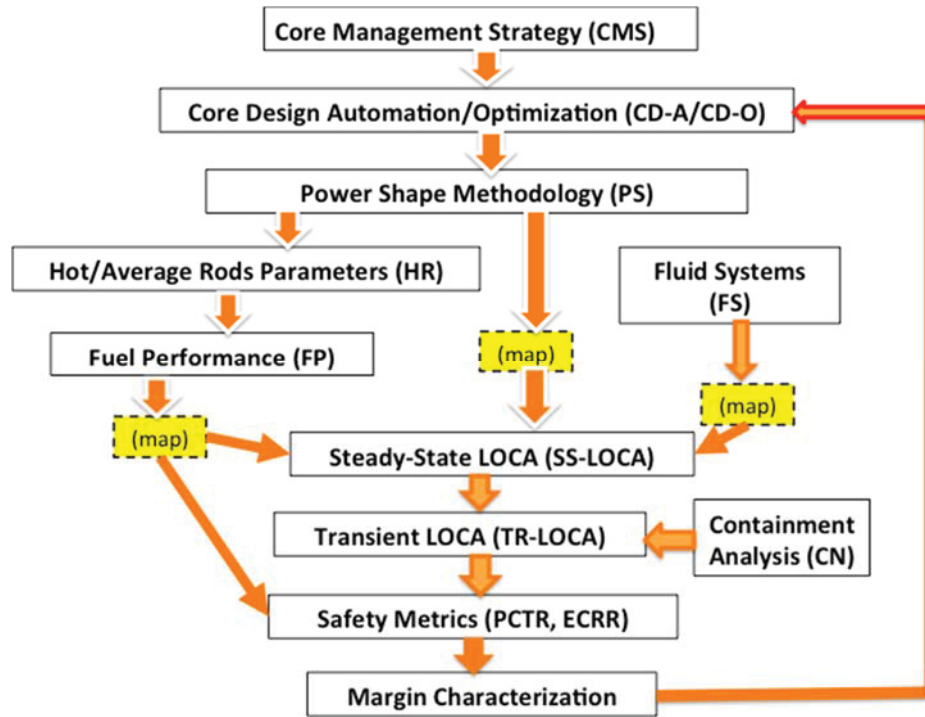 Core Management Strategy (CMS)
Core Design Automation/Optimization (CD-A/CD-O)
Power Shape Methodology (PS)
Hot/Average Rods Parameters (HR)
Fluid Systems
(FS)
Fuel Performance (FP)
(map)
(map)
(map)
Steady-State LOCA (SS-LOCA)
Transient LOCA (TR-LOCA)
Containment
Analysis (CN)
Safety Metrics (PCTR, ECRR)
Margin Characterization